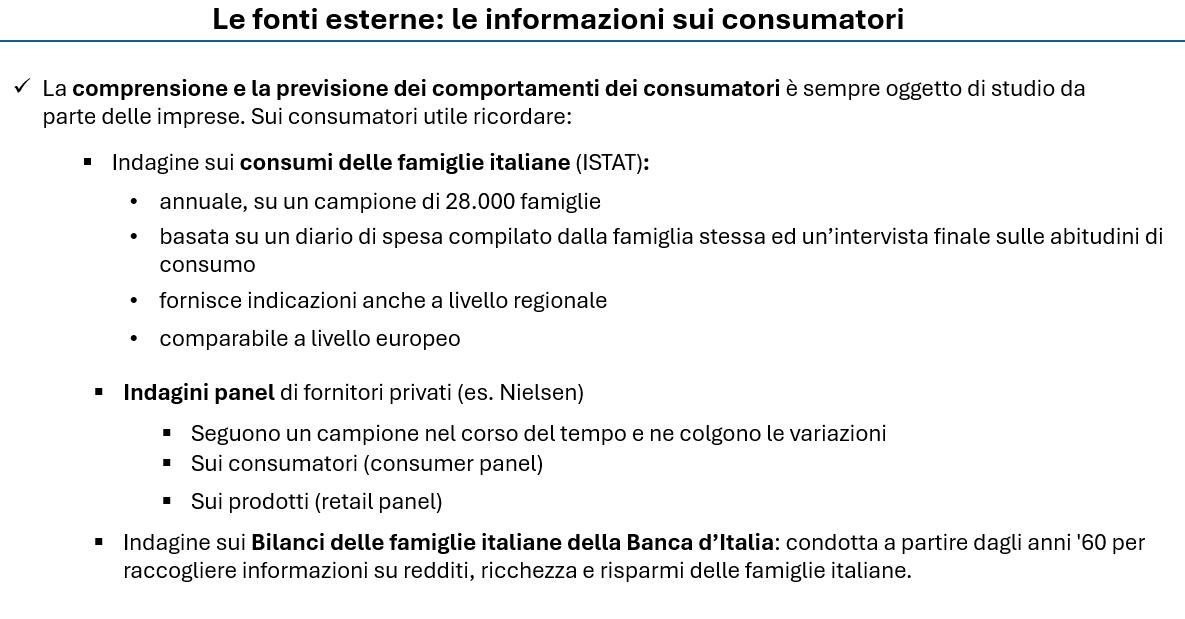 Le fonti esterne: le informazioni sui consumatori
✓ La comprensione e la previsione dei comportamenti dei consumatori è sempre oggetto di studio da
parte delle imprese. Sui consumatori utile ricordare:
▪ Indagine sui consumi delle famiglie italiane (ISTAT):
• annuale, su un campione di 28.000 famiglie
• basata su un diario di spesa compilato dalla famiglia stessa ed un’intervista finale sulle abitudini di
consumo
• fornisce indicazioni anche a livello regionale
• comparabile a livello europeo
▪ Indagini panel di fornitori privati (es. Nielsen)
▪ Seguono un campione nel corso del tempo e ne colgono le variazioni
▪ Sui consumatori (consumer panel)
▪ Sui prodotti (retail panel)
▪ Indagine sui Bilanci delle famiglie italiane della Banca d’Italia: condotta a partire dagli anni '60 per
raccogliere informazioni su redditi, ricchezza e risparmi delle famiglie italiane.